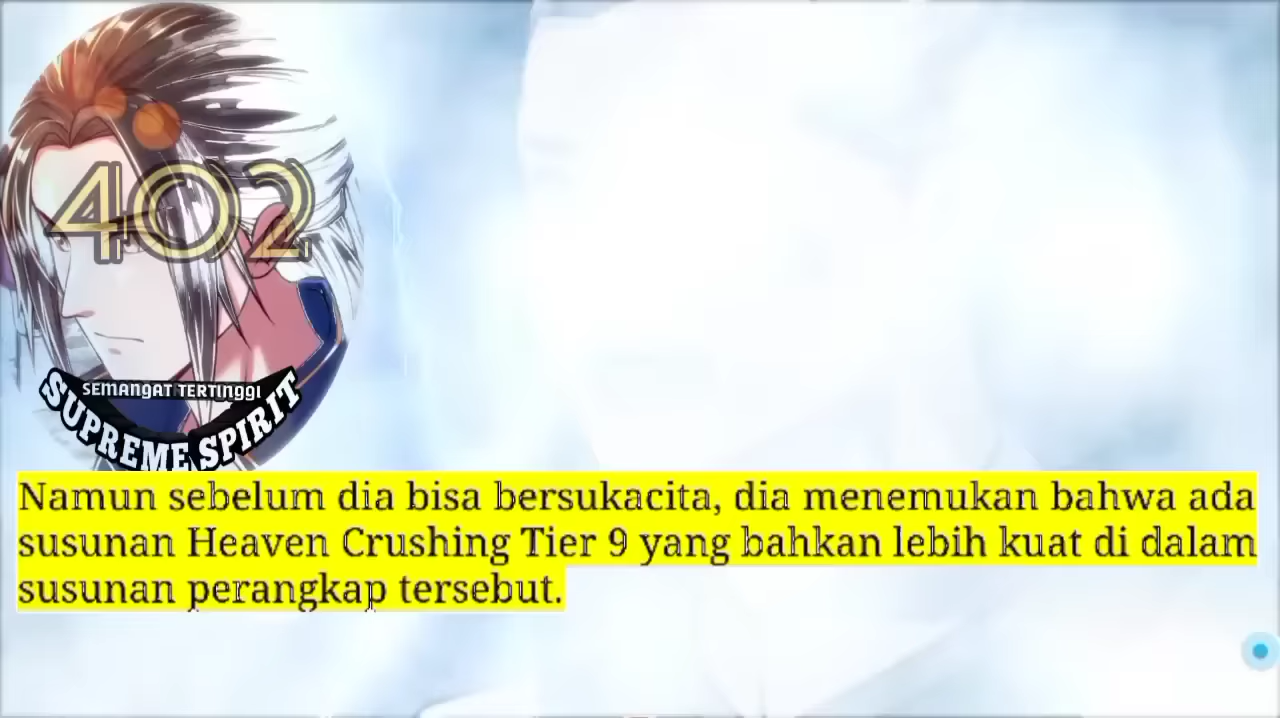 402
SEMANGAT TERTINGGI
SUPREME SPIRIT
Namun sebelum dia bisa bersukacita, dia menemukan bahwa ada
susunan Heaven Crushing Tier 9 yang bahkan lebih kuat di dalam
susunan perangkap tersebut.